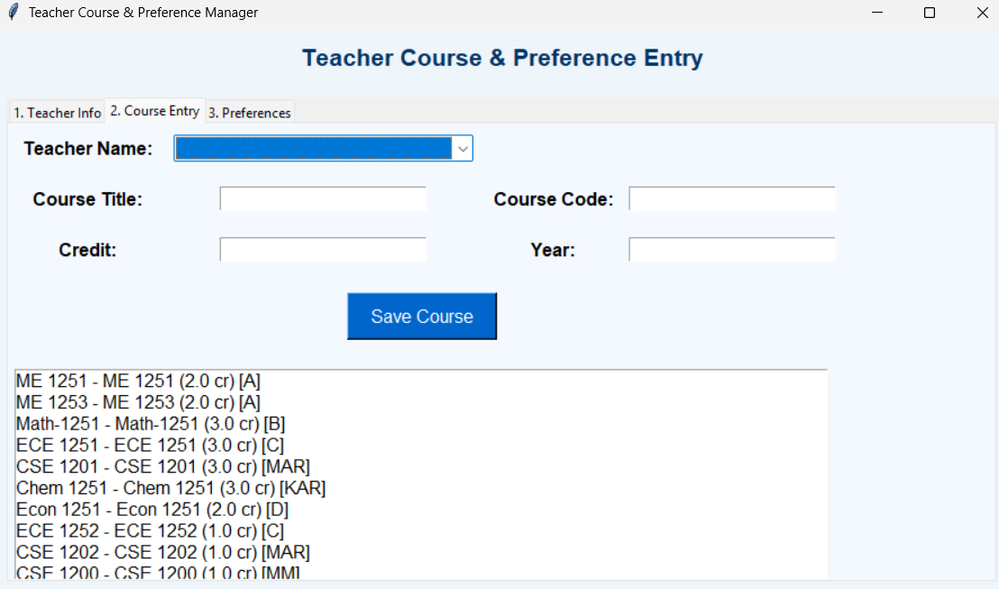 Teacher Course & Preference Manager
Teacher Course & Preference Entry
1. Teacher Info 2. Course Entry 3. Preferences
Teacher Name:
Course Title: Course Code:
Credit: Year:
Save Course
ME 1251 - ME 1251 (2.0 cr) [A]
ME 1253 - ME 1253 (2.0 cr) [A]
Math-1251 - Math-1251 (3.0 cr) [B]
ECE 1251 - ECE 1251 (3.0 cr) [C]
CSE 1201 - CSE 1201 (3.0 cr) [MAR]
Chem 1251 - Chem 1251 (3.0 cr) [KAR]
Econ 1251 - Econ 1251 (2.0 cr) [D]
ECE 1252 - ECE 1252 (1.0 cr) [C]
CSE 1202 - CSE 1202 (1.0 cr) [MAR]
CSE 1200 - CSE 1200 (1.0 cr) [MM]